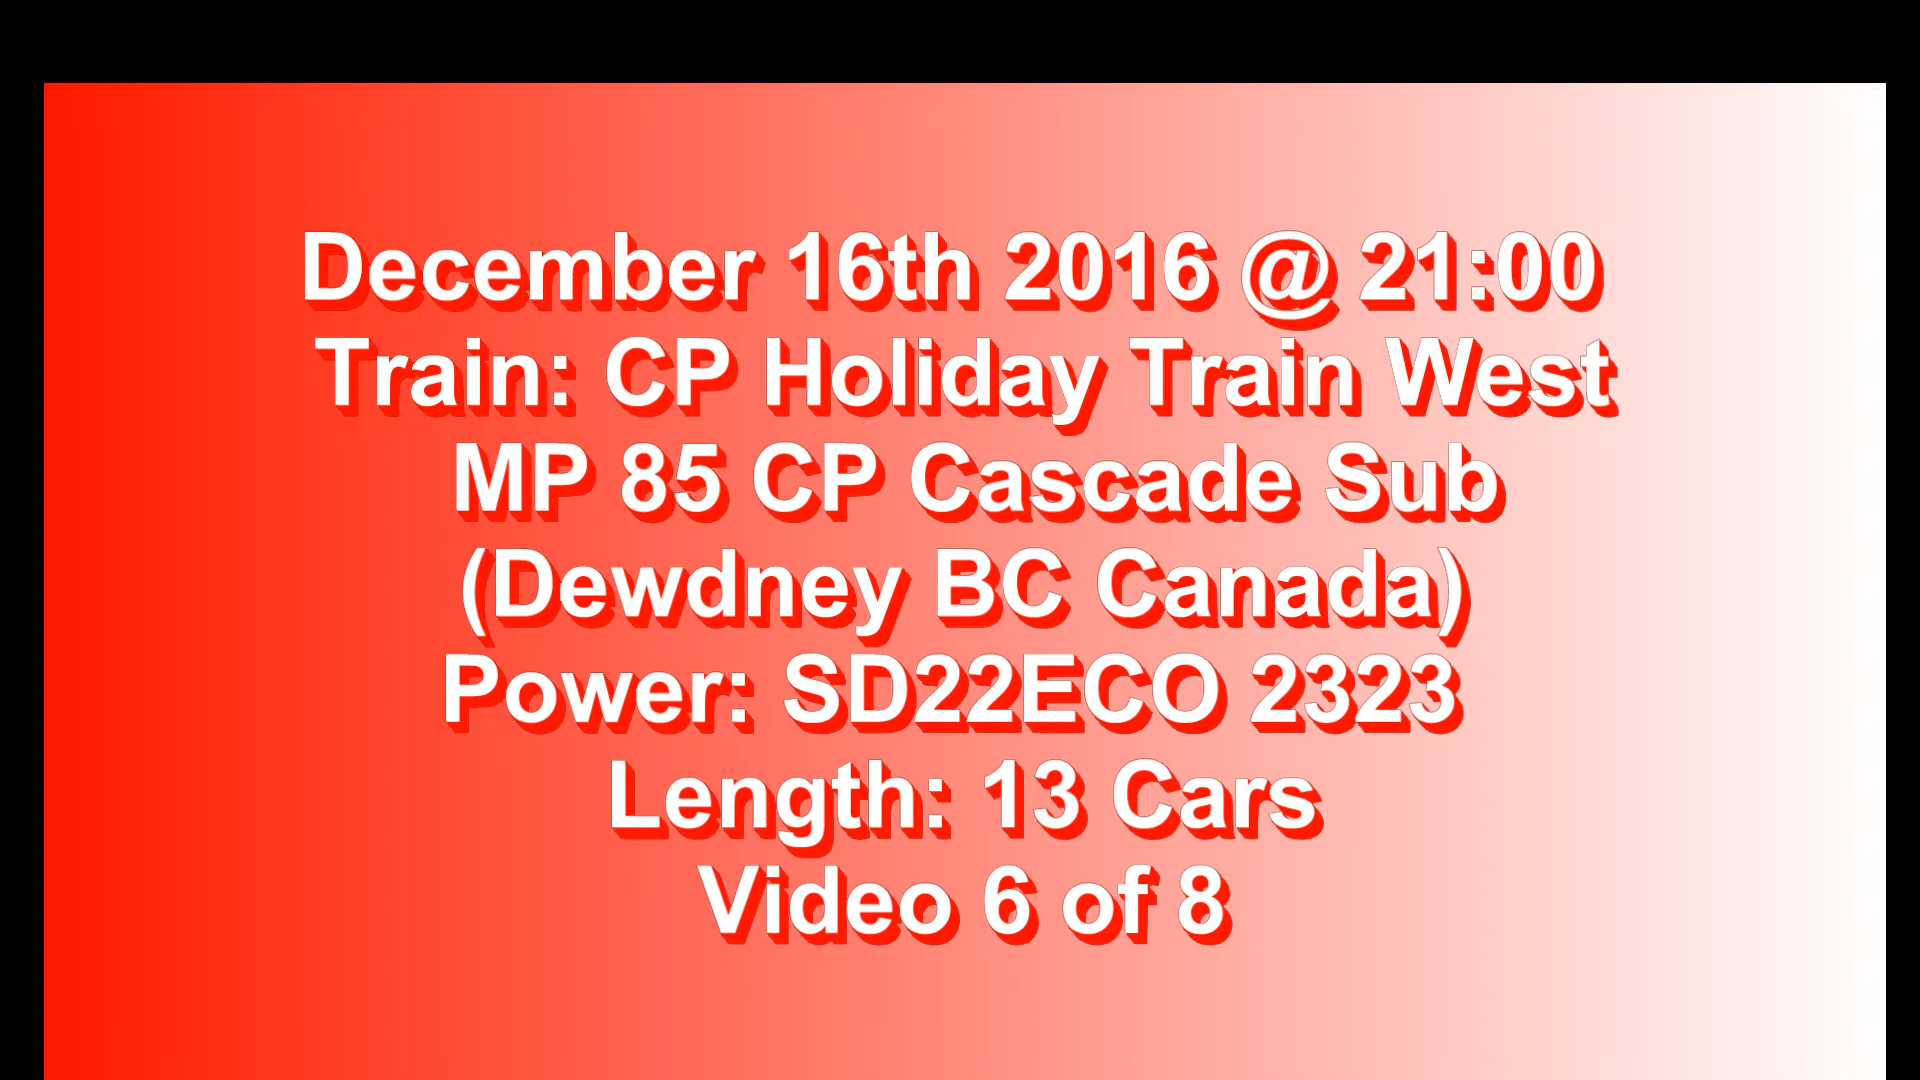 December 16th 2016 @ 21:00
Train: CP Holiday Train West
MP 85 CP Cascade Sub
(Dewdney BC Canada)
Power: SD22ECO 2323
Length: 13 Cars
Video 6 of 8